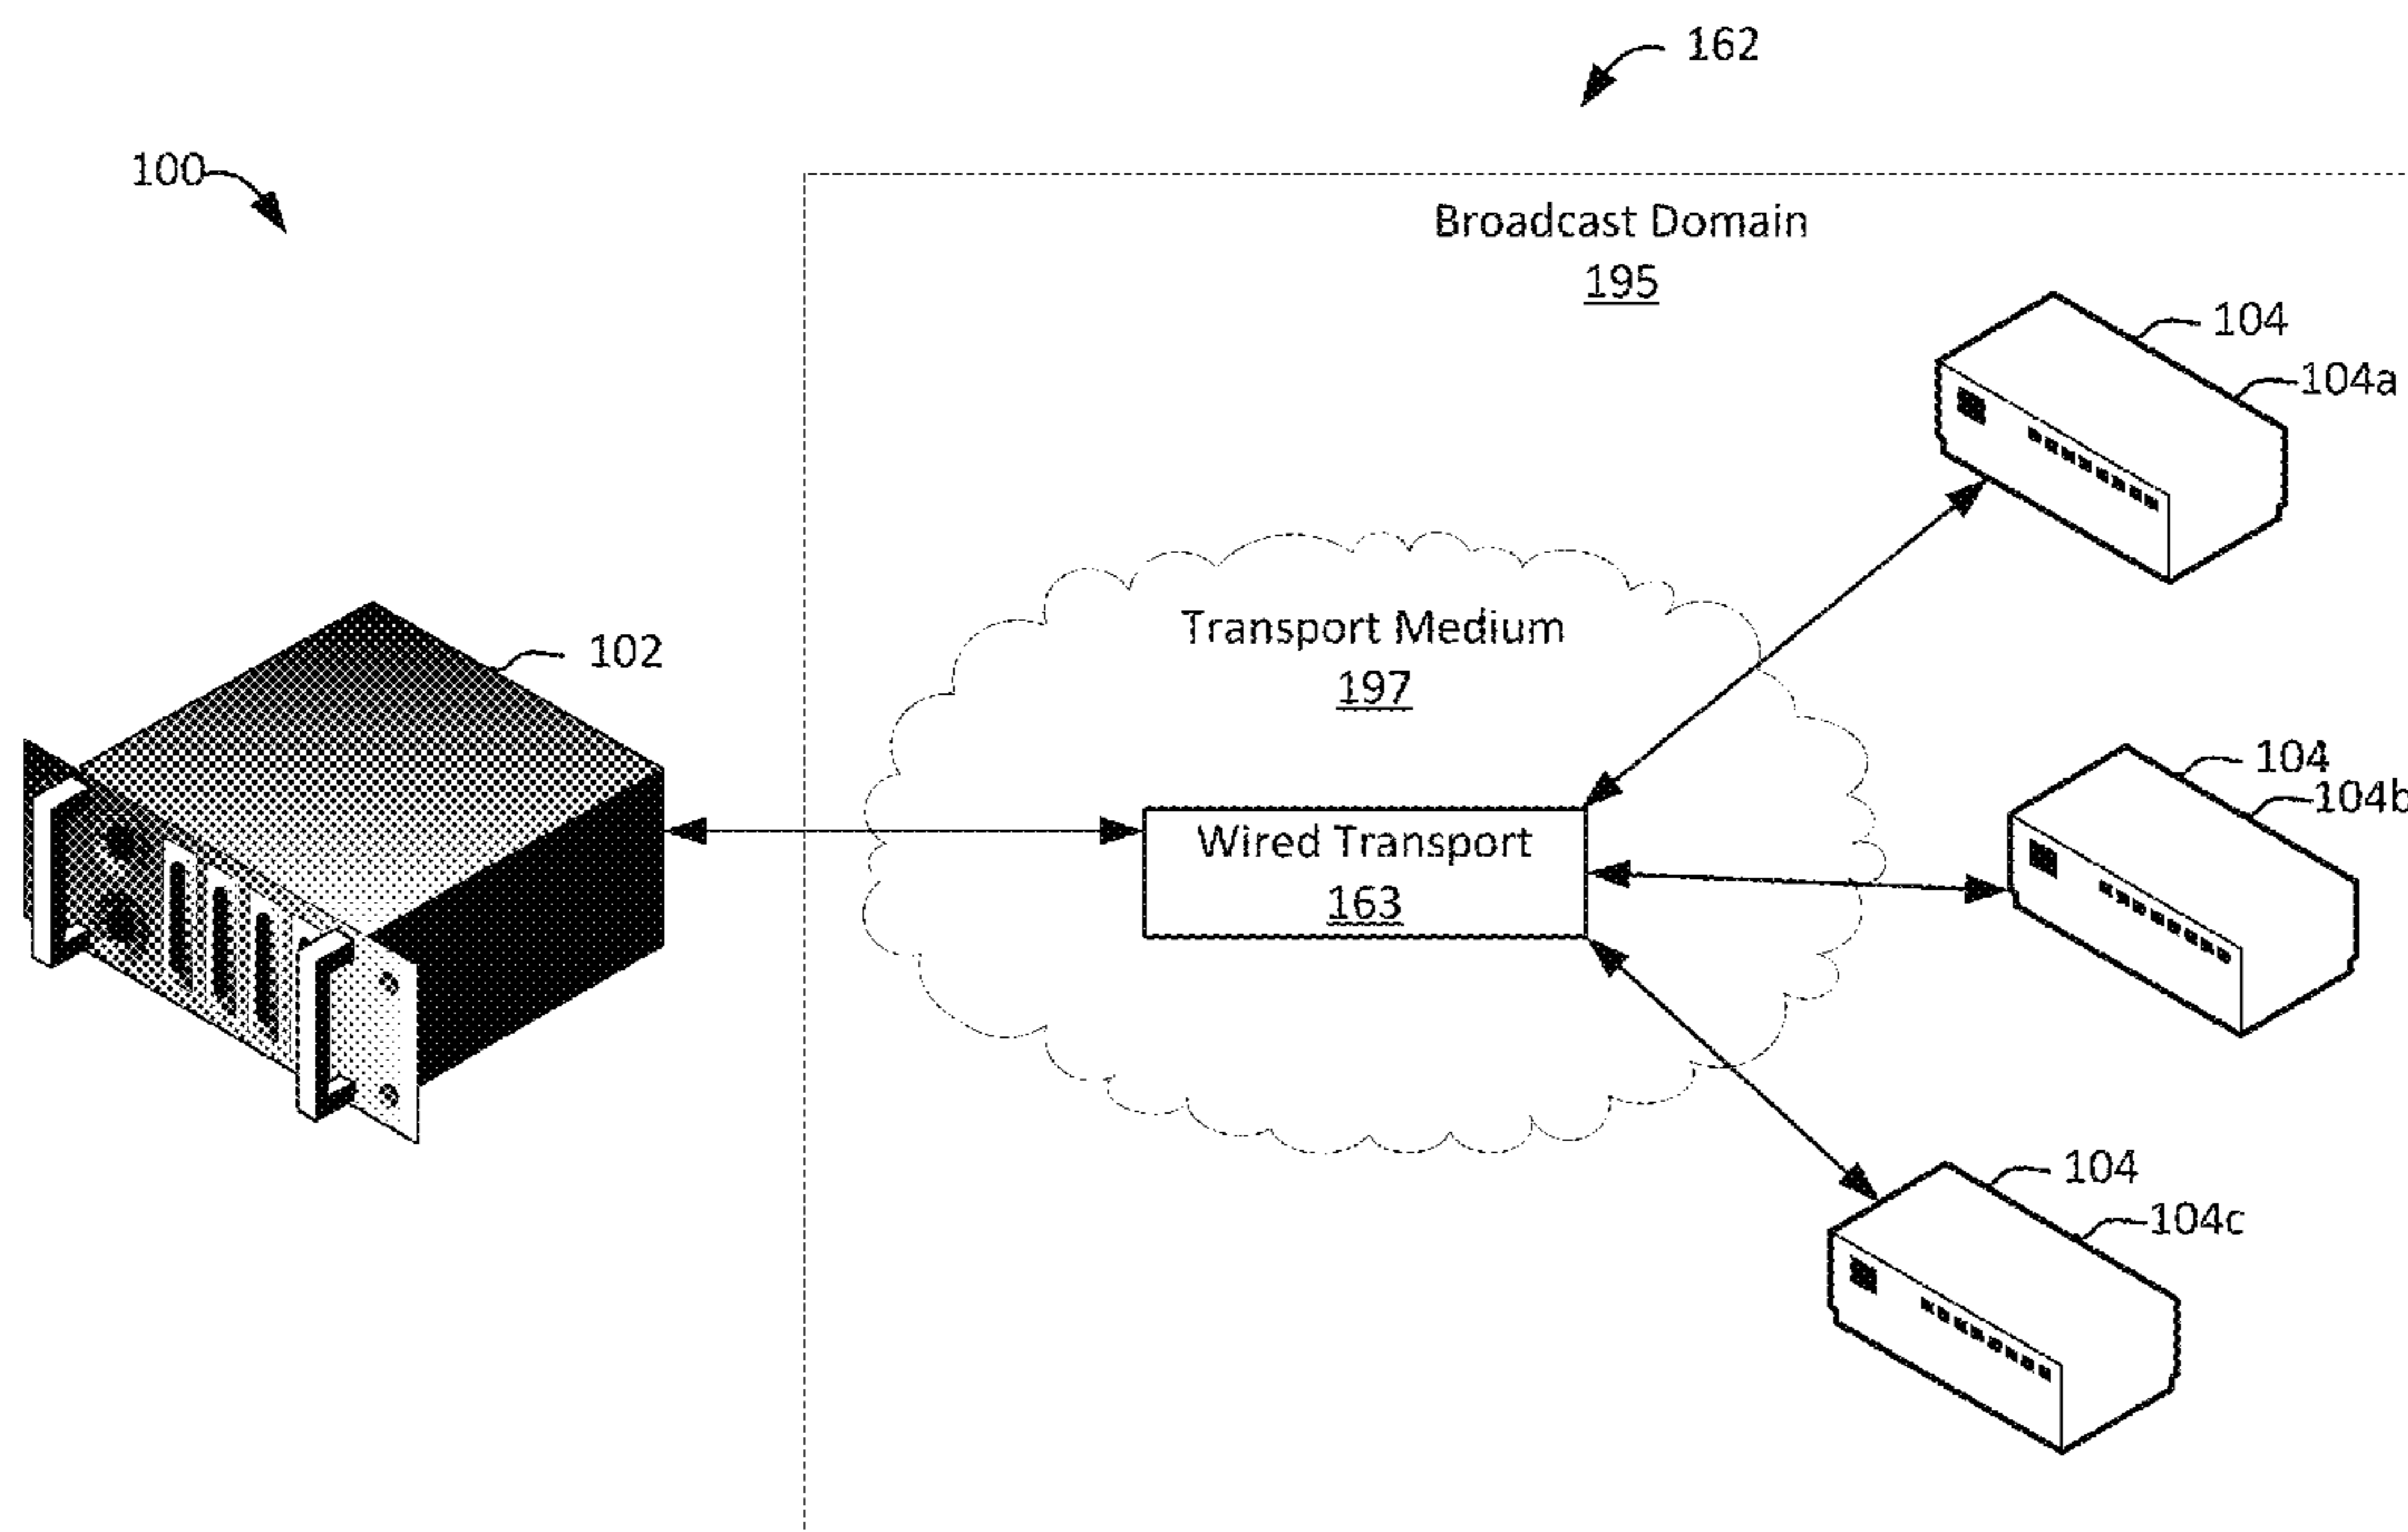 162
100
Broadcast Domain
195
104
104a
Transport Medium
197
102
104
104b
Wired Transport
163
104
104c